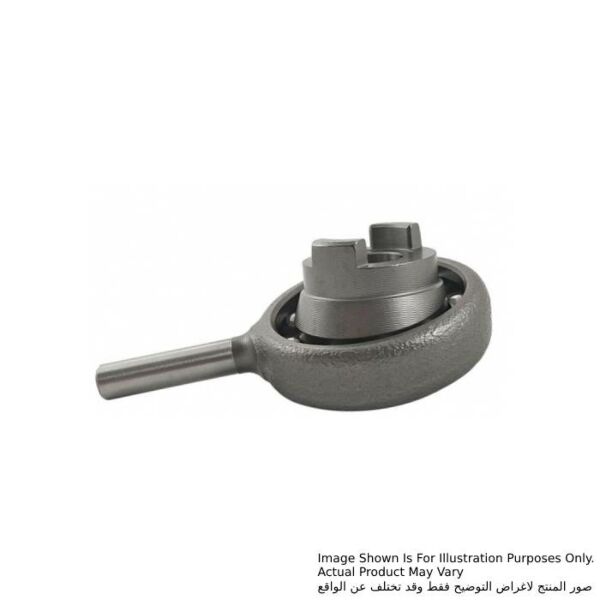 Image Shown Is For Illustration Purposes Only.
Actual Product May Vary
صور المنتج لاغراض التوضيح فقط وقد تختلف عن الواقع